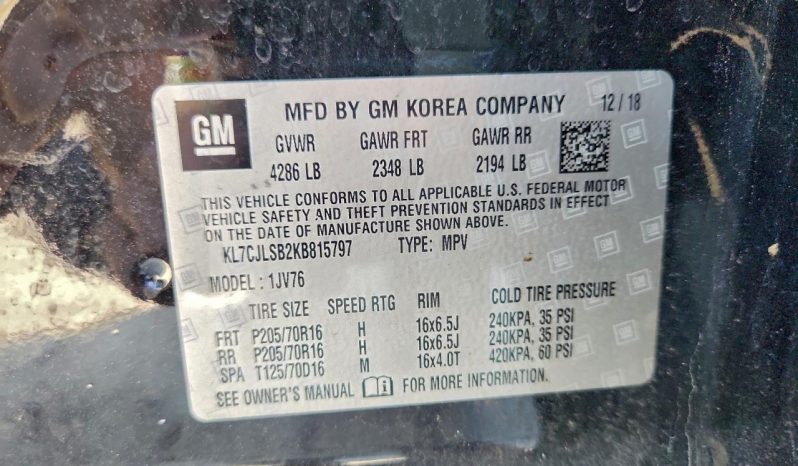 GM MFD BY GM KOREA COMPANY 12 / 18
GVWR GAWR FRT GAWR RR
4286 LB 2348 LB 2194 LB
THIS VEHICLE CONFORMS TO ALL APPLICABLE U.S. FEDERAL MOTOR
VEHICLE SAFETY AND THEFT PREVENTION STANDARDS IN EFFECT
ON THE DATE OF MANUFACTURE SHOWN ABOVE.
KL7CJLSB2KB815797 TYPE: MPV
MODEL : 1JV76
TIRE SIZE SPEED RTG RIM COLD TIRE PRESSURE
FRT P205/70R16 H 16x6.5J 240KPA, 35 PSI
RR P205/70R16 H 16x6.5J 240KPA, 35 PSI
SPA T125/70D16 M 16x4.0T 420KPA, 60 PSI
SEE OWNER'S MANUAL FOR MORE INFORMATION.